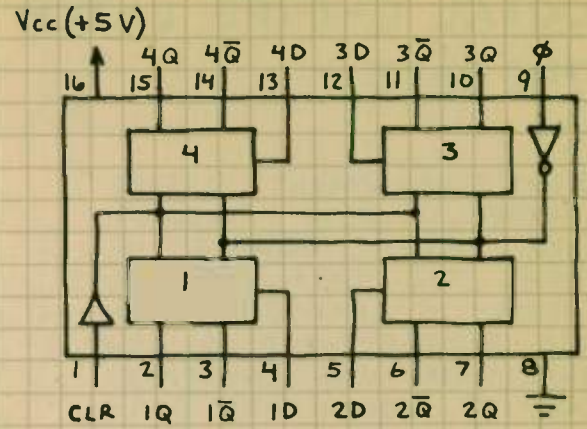 Vcc (+5V)
4Q 4Q̅ 4D 3D 3Q̅ 3Q ϕ
16 15 14 13 12 11 10 9
4 3
1 2
1 2 3 4 5 6 7 8
CLR 1Q 1Q̅ 1D 2D 2Q̅ 2Q